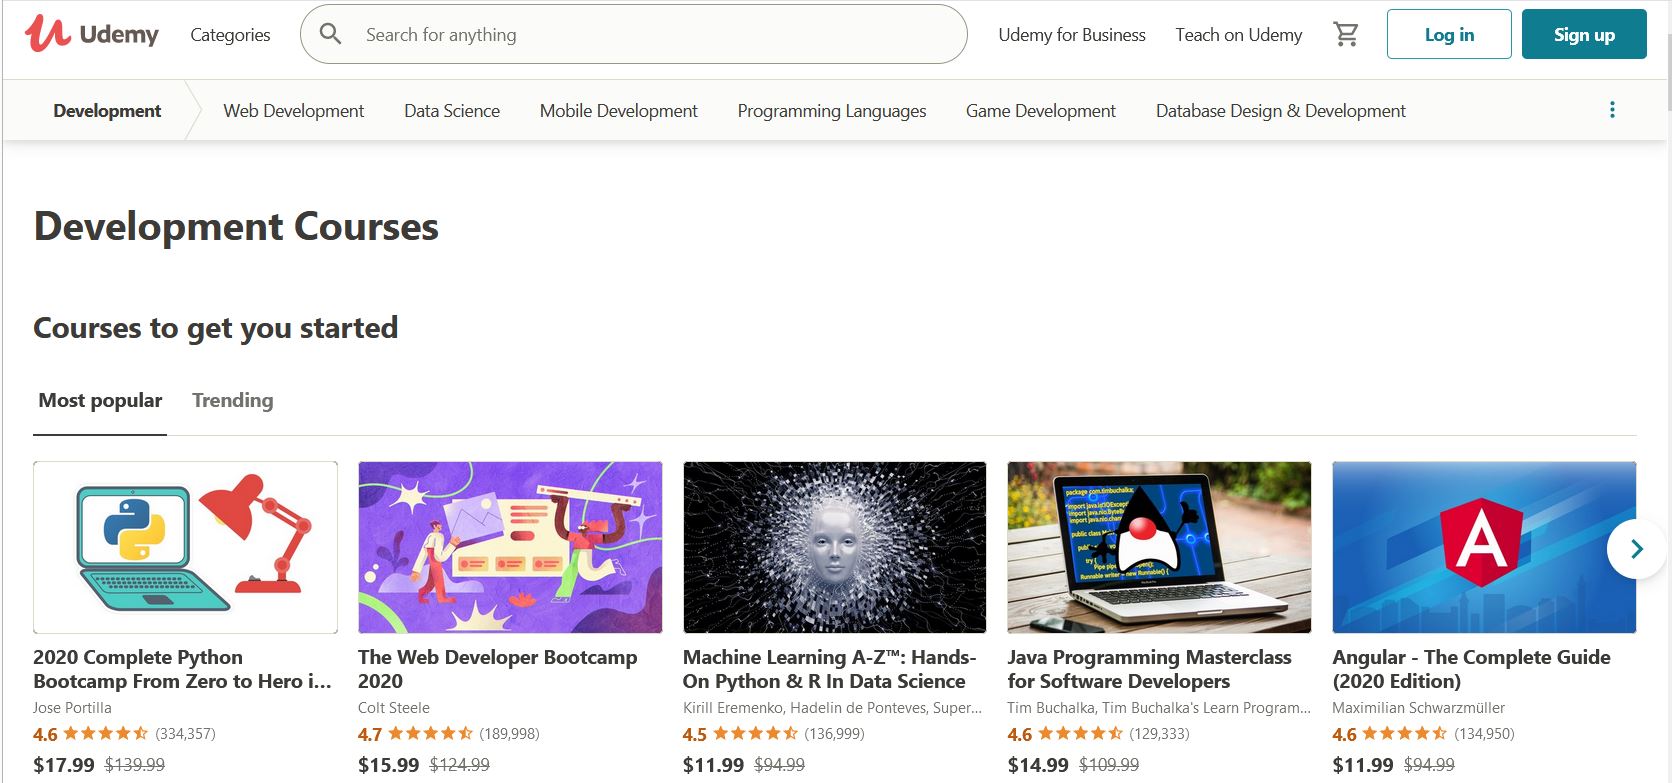 Udemy
Categories
Search for anything
Udemy for Business
Teach on Udemy
Log in
Sign up
Development
Web Development
Data Science
Mobile Development
Programming Languages
Game Development
Database Design & Development
Development Courses
Courses to get you started
Most popular
Trending
2020 Complete Python
Bootcamp From Zero to Hero i...
Jose Portilla
4.6 (334,357)
$17.99 $139.99
The Web Developer Bootcamp
2020
Colt Steele
4.7 (189,998)
$15.99 $124.99
Machine Learning A-Z™: Hands-
On Python & R In Data Science
Kirill Eremenko, Hadelin de Ponteves, Super...
4.5 (136,999)
$11.99 $94.99
package com.timbuchalka;
Java Programming Masterclass
for Software Developers
Tim Buchalka, Tim Buchalka's Learn Program...
4.6 (129,333)
$14.99 $109.99
A
Angular - The Complete Guide
(2020 Edition)
Maximilian Schwarzmüller
4.6 (134,950)
$11.99 $94.99